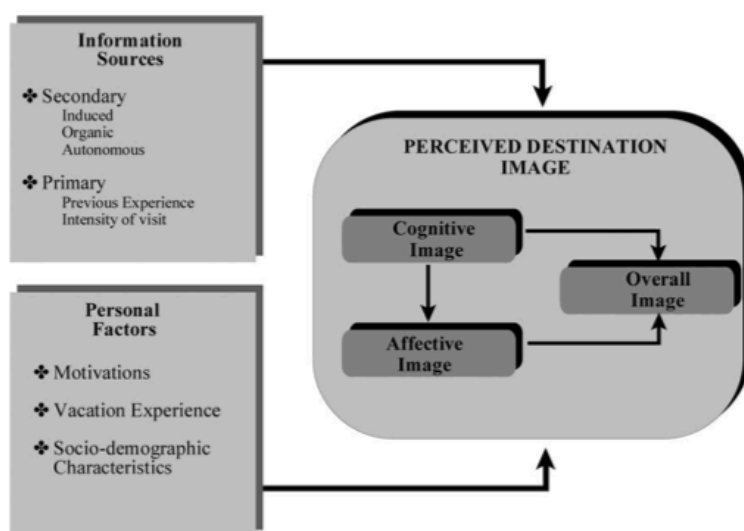 Information
Sources
❖ Secondary
Induced
Organic
Autonomous
❖ Primary
Previous Experience
Intensity of visit
Personal
Factors
❖ Motivations
❖ Vacation Experience
❖ Socio-demographic
Characteristics
PERCEIVED DESTINATION
IMAGE
Cognitive
Image
Affective
Image
Overall
Image